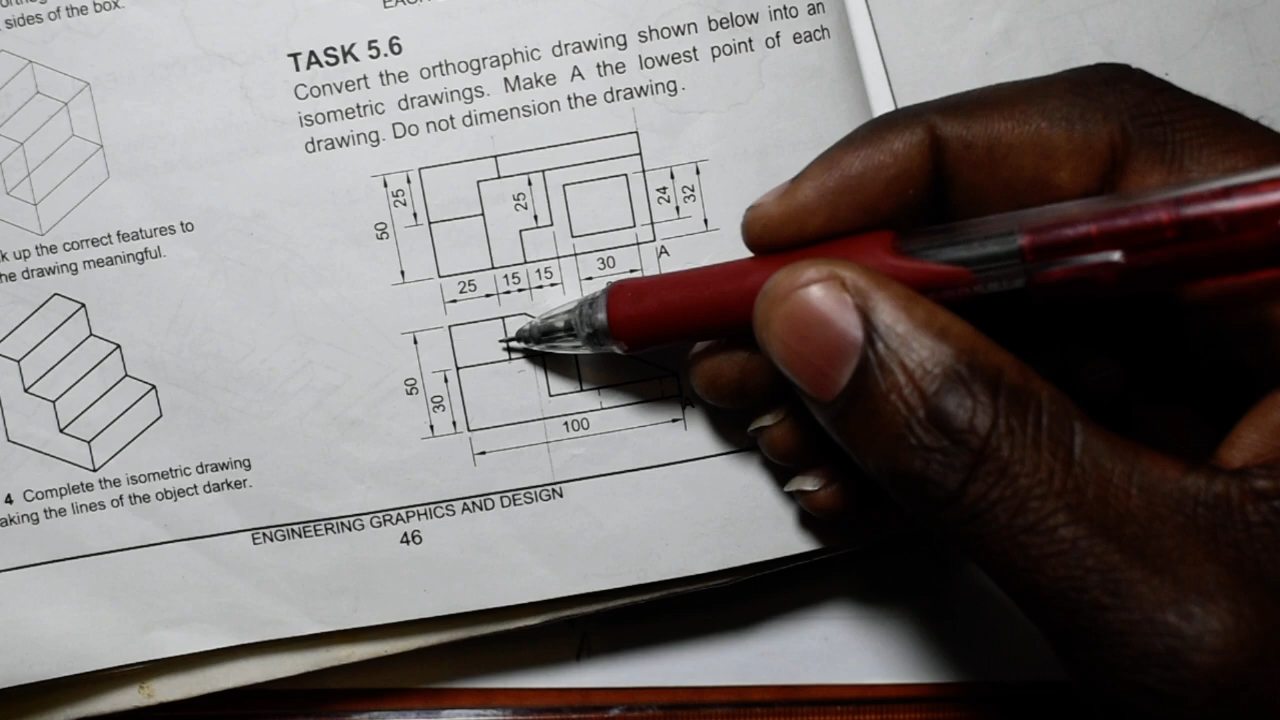 sides of the box.
k up the correct features to
he drawing meaningful.
4 Complete the isometric drawing
aking the lines of the object darker.
TASK 5.6
Convert the orthographic drawing shown below into an
isometric drawings. Make A the lowest point of each
drawing. Do not dimension the drawing.
50
25
25
24
32
A
25
15
15
30
50
30
A
100
ENGINEERING GRAPHICS AND DESIGN
46